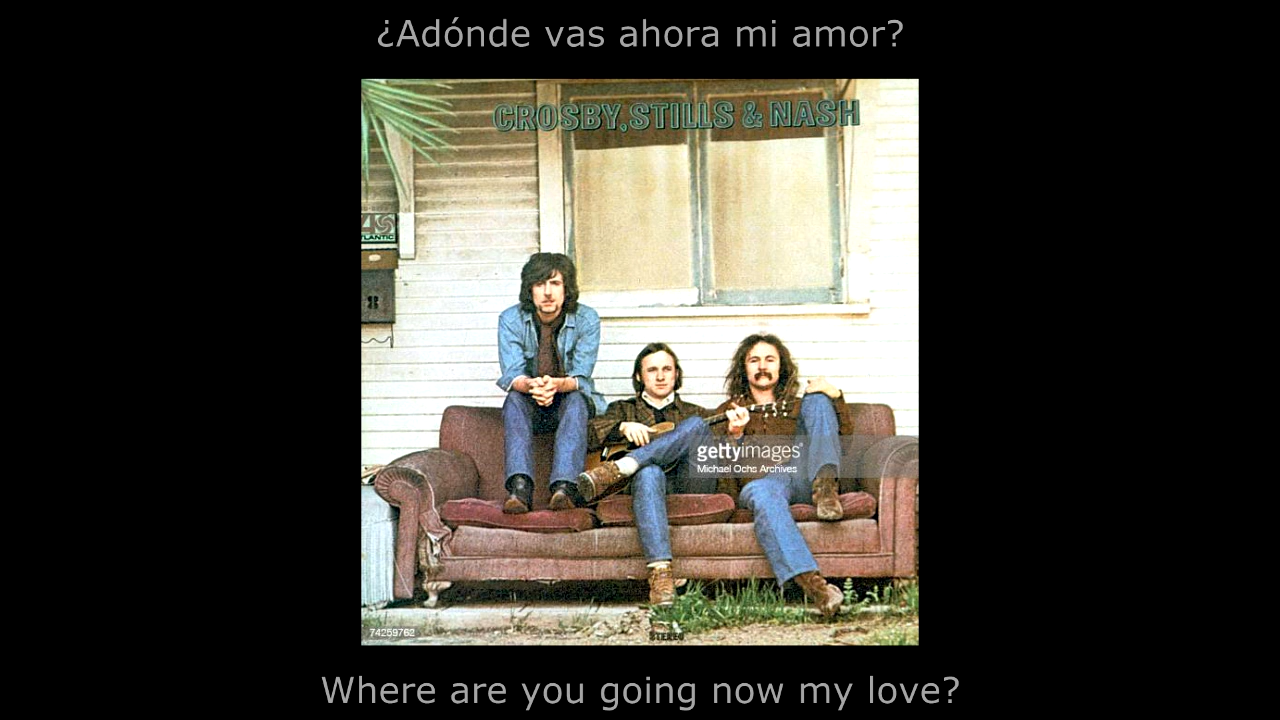 ¿Adónde vas ahora mi amor?
CROSBY, STILLS & NASH
ATLANTIC
gettyimages®
Michael Ochs Archives
74259762
STEREO
Where are you going now my love?